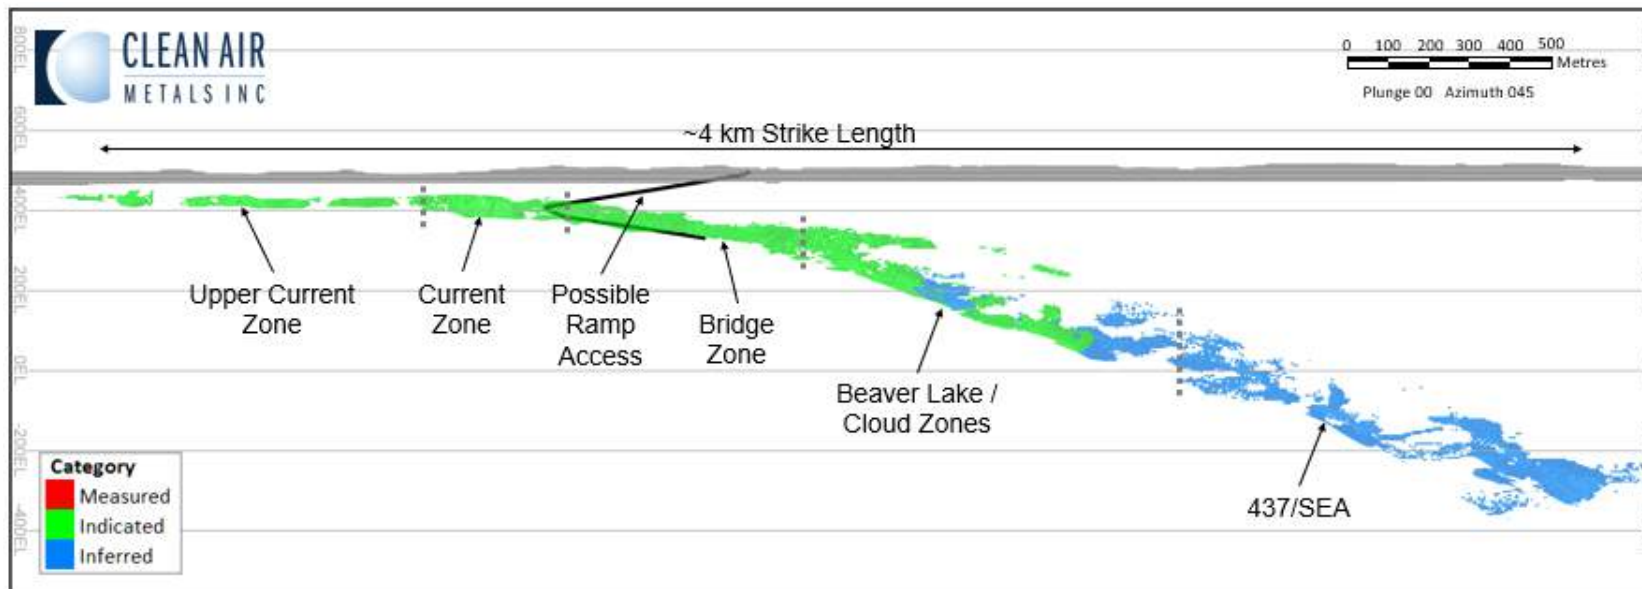 CLEAN AIR
METALS INC
0 100 200 300 400 500
Metres
Plunge 00 Azimuth 045
~4 km Strike Length
800EL
600EL
400EL
200EL
0EL
-200EL
-400EL
Upper Current
Zone
Current
Zone
Possible
Ramp
Access
Bridge
Zone
Beaver Lake /
Cloud Zones
437/SEA
Category
Measured
Indicated
Inferred